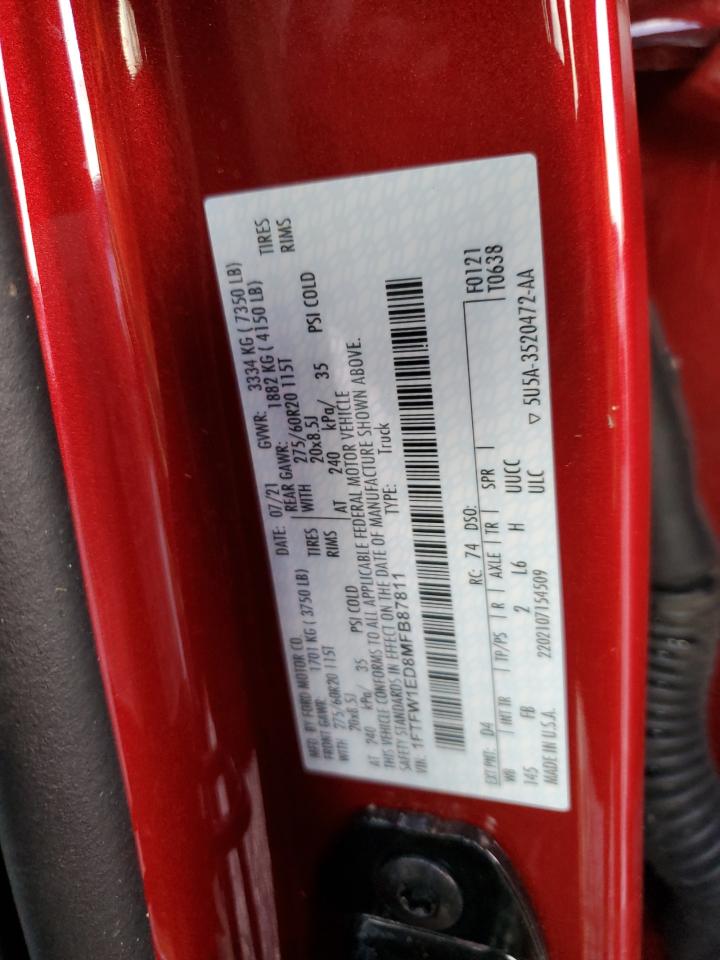 MFD. BY FORD MOTOR CO.
DATE: 07/21 GVWR: 3334 KG ( 7350 LB)
FRONT GAWR: 1701 KG ( 3750 LB) REAR GAWR: 1882 KG ( 4150 LB)
WITH 275/60R20 115T TIRES WITH 275/60R20 115T TIRES
20x8.5J RIMS 20x8.5J RIMS
AT 240 kPa/ 35 PSI COLD AT 240 kPa/ 35 PSI COLD
THIS VEHICLE CONFORMS TO ALL APPLICABLE FEDERAL MOTOR VEHICLE
SAFETY STANDARDS IN EFFECT ON THE DATE OF MANUFACTURE SHOWN ABOVE.
VIN: 1FTFW1ED8MFB87811 TYPE: Truck
EXT PNT: D4 RC: 74 DSO: F0121
WB INT TR TP/PS R AXLE TR SPR T0638
145 FB 2 L6 H UUCC
MADE IN U.S.A. 2202107154509 ULC ▽ 5U5A-3520472-AA